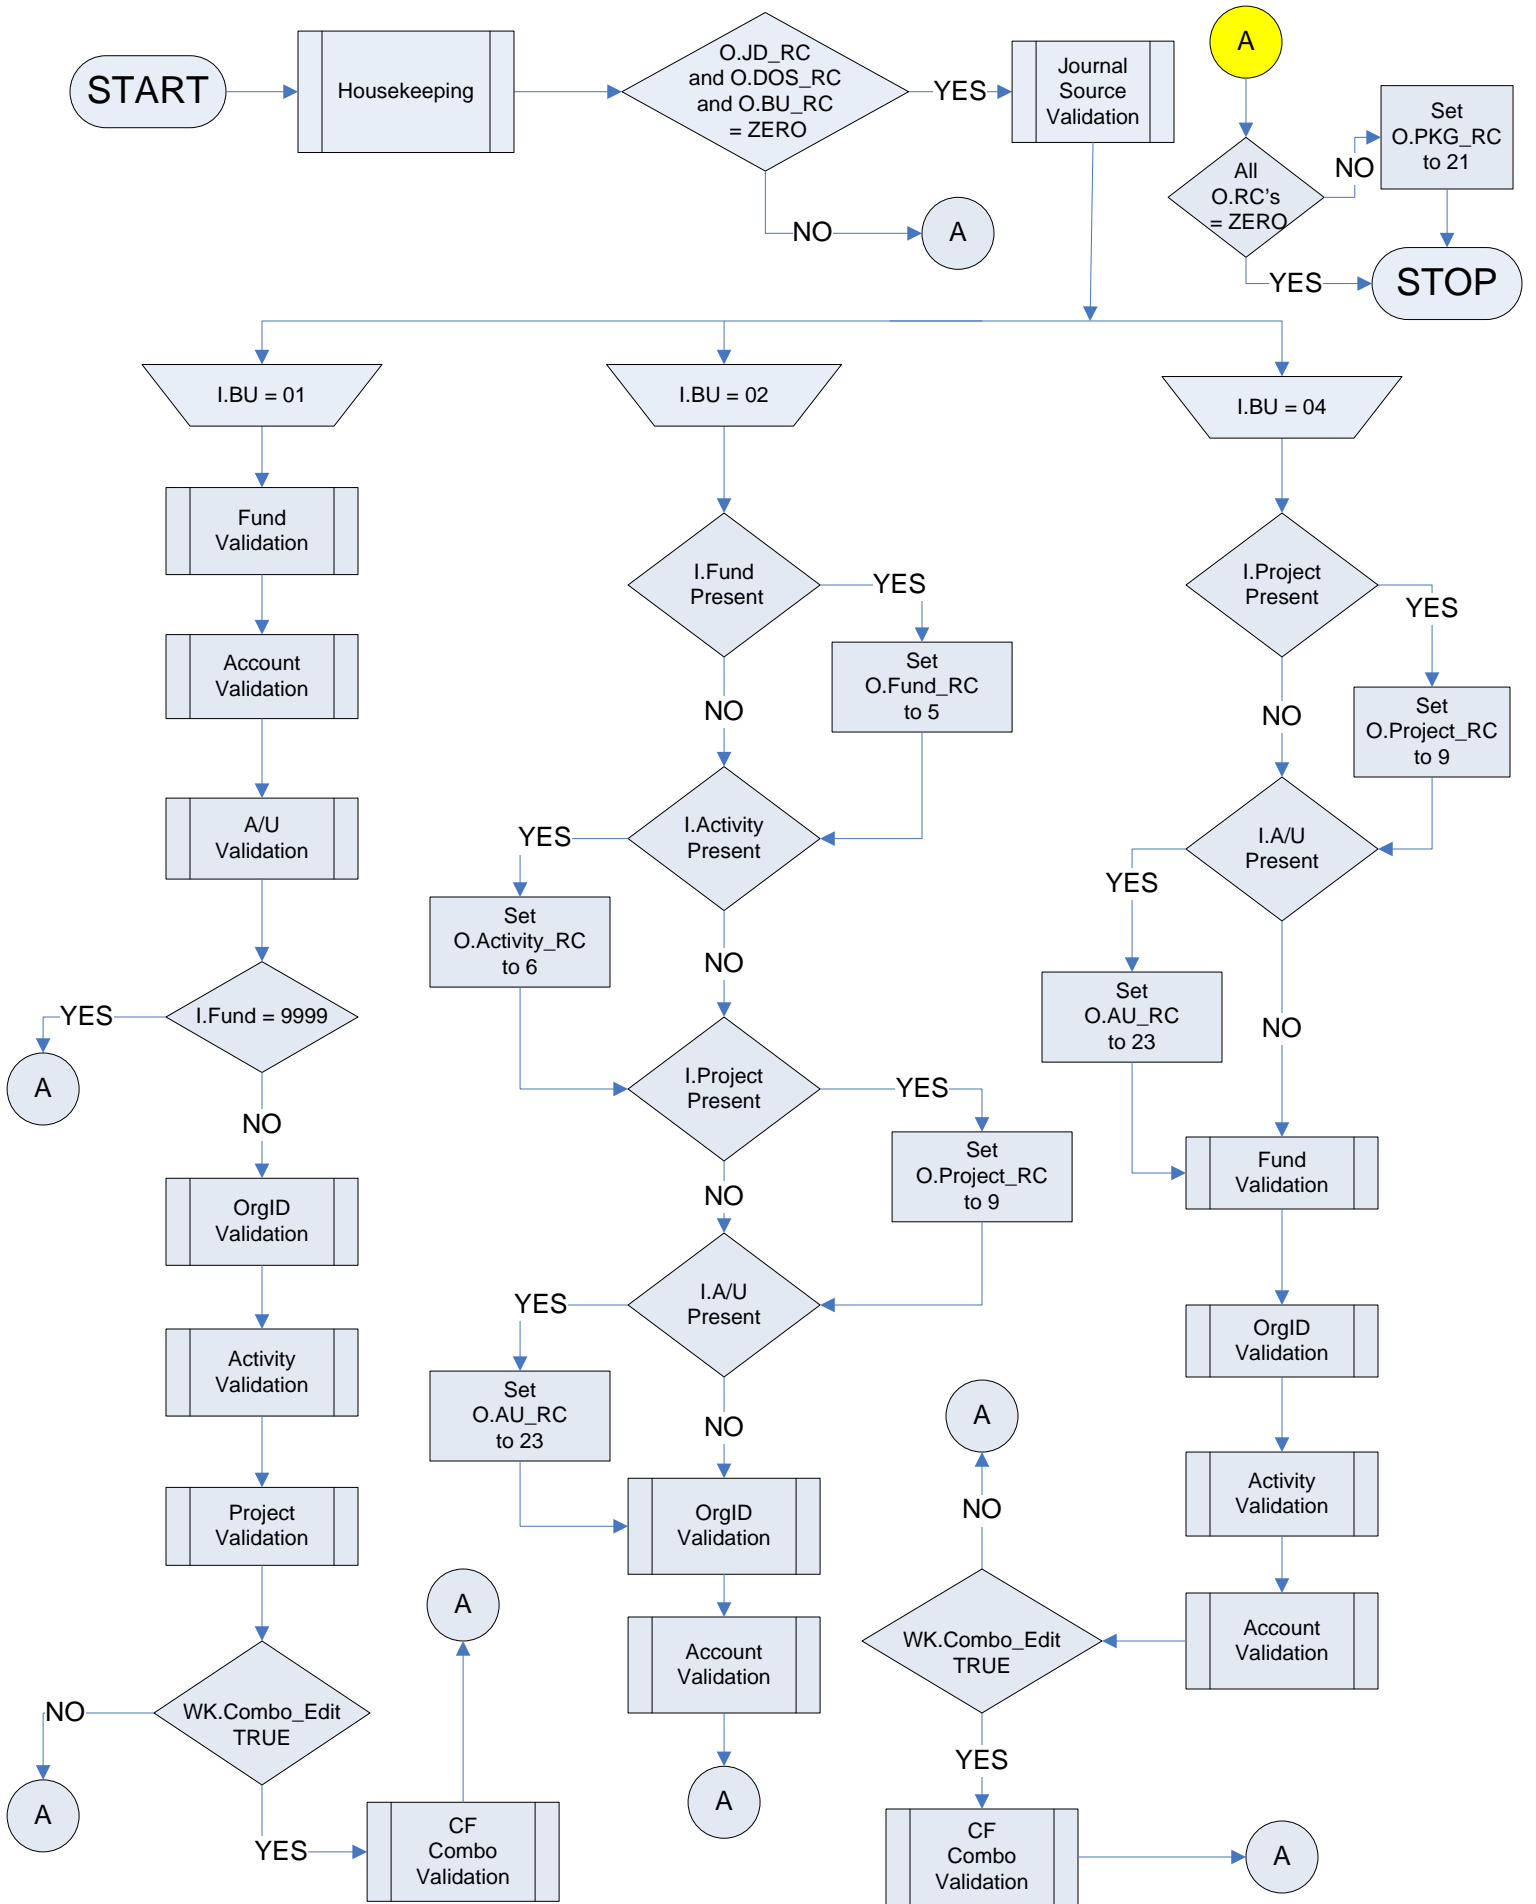 START
Housekeeping
O.JD_RC
and O.DOS_RC
and O.BU_RC
= ZERO
YES
Journal
Source
Validation
NO
A
A
All
O.RC's
= ZERO
NO
Set
O.PKG_RC
to 21
YES
STOP
I.BU = 01
Fund
Validation
Account
Validation
A/U
Validation
I.Fund = 9999
YES
A
NO
OrgID
Validation
Activity
Validation
Project
Validation
WK.Combo_Edit
TRUE
NO
A
YES
CF
Combo
Validation
A
I.BU = 02
I.Fund
Present
YES
Set
O.Fund_RC
to 5
NO
I.Activity
Present
YES
Set
O.Activity_RC
to 6
NO
I.Project
Present
YES
Set
O.Project_RC
to 9
NO
I.A/U
Present
YES
Set
O.AU_RC
to 23
NO
OrgID
Validation
Account
Validation
A
I.BU = 04
I.Project
Present
YES
Set
O.Project_RC
to 9
NO
I.A/U
Present
YES
Set
O.AU_RC
to 23
NO
Fund
Validation
OrgID
Validation
Activity
Validation
Account
Validation
WK.Combo_Edit
TRUE
NO
A
YES
CF
Combo
Validation
A